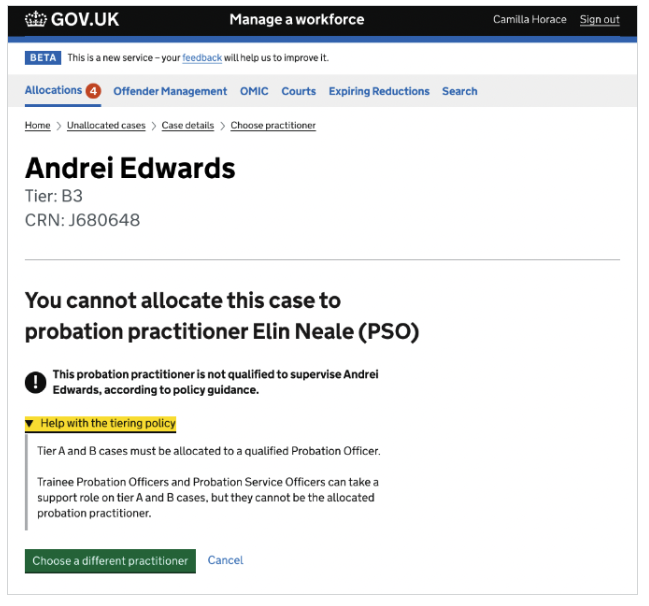 GOV.UK Manage a workforce Camilla Horace Sign out
BETA This is a new service – your feedback will help us to improve it.
Allocations 4 Offender Management OMIC Courts Expiring Reductions Search
Home > Unallocated cases > Case details > Choose practitioner
Andrei Edwards
Tier: B3
CRN: J680648
You cannot allocate this case to
probation practitioner Elin Neale (PSO)
! This probation practitioner is not qualified to supervise Andrei
Edwards, according to policy guidance.
▼ Help with the tiering policy
Tier A and B cases must be allocated to a qualified Probation Officer.
Trainee Probation Officers and Probation Service Officers can take a
support role on tier A and B cases, but they cannot be the allocated
probation practitioner.
Choose a different practitioner Cancel